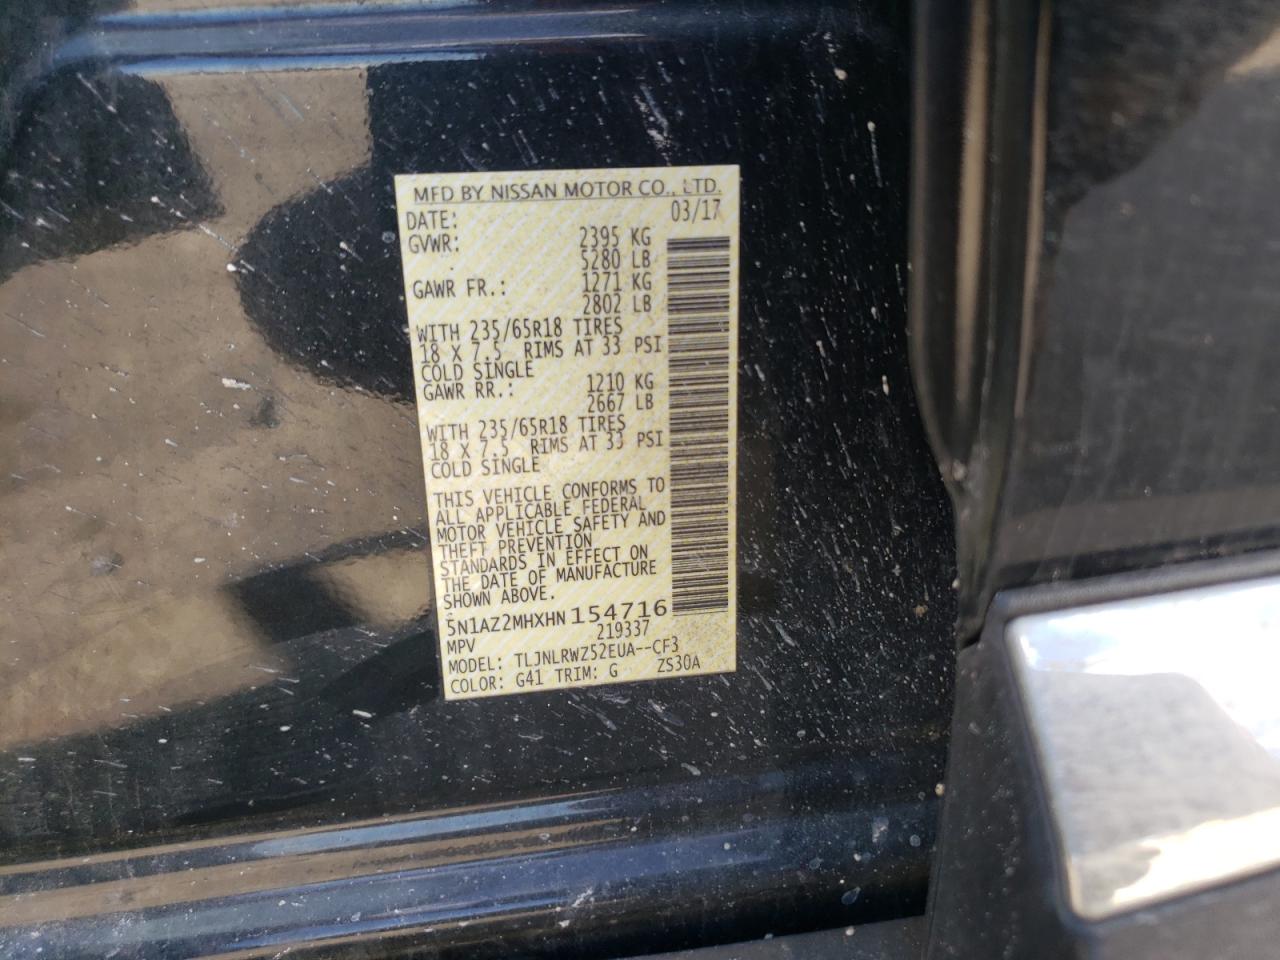 MFD BY NISSAN MOTOR CO., LTD.
DATE: 03/17
GVWR: 2395 KG
5280 LB
GAWR FR.: 1271 KG
2802 LB
WITH 235/65R18 TIRES
18 X 7.5 RIMS AT 33 PSI
COLD SINGLE
GAWR RR.: 1210 KG
2667 LB
WITH 235/65R18 TIRES
18 X 7.5 RIMS AT 33 PSI
COLD SINGLE
THIS VEHICLE CONFORMS TO
ALL APPLICABLE FEDERAL
MOTOR VEHICLE SAFETY AND
THEFT PREVENTION
STANDARDS IN EFFECT ON
THE DATE OF MANUFACTURE
SHOWN ABOVE.
5N1AZ2MHXHN 154716
MPV 219337
MODEL: TLJNLRWZ52EUA--CF3
COLOR: G41 TRIM: G ZS30A